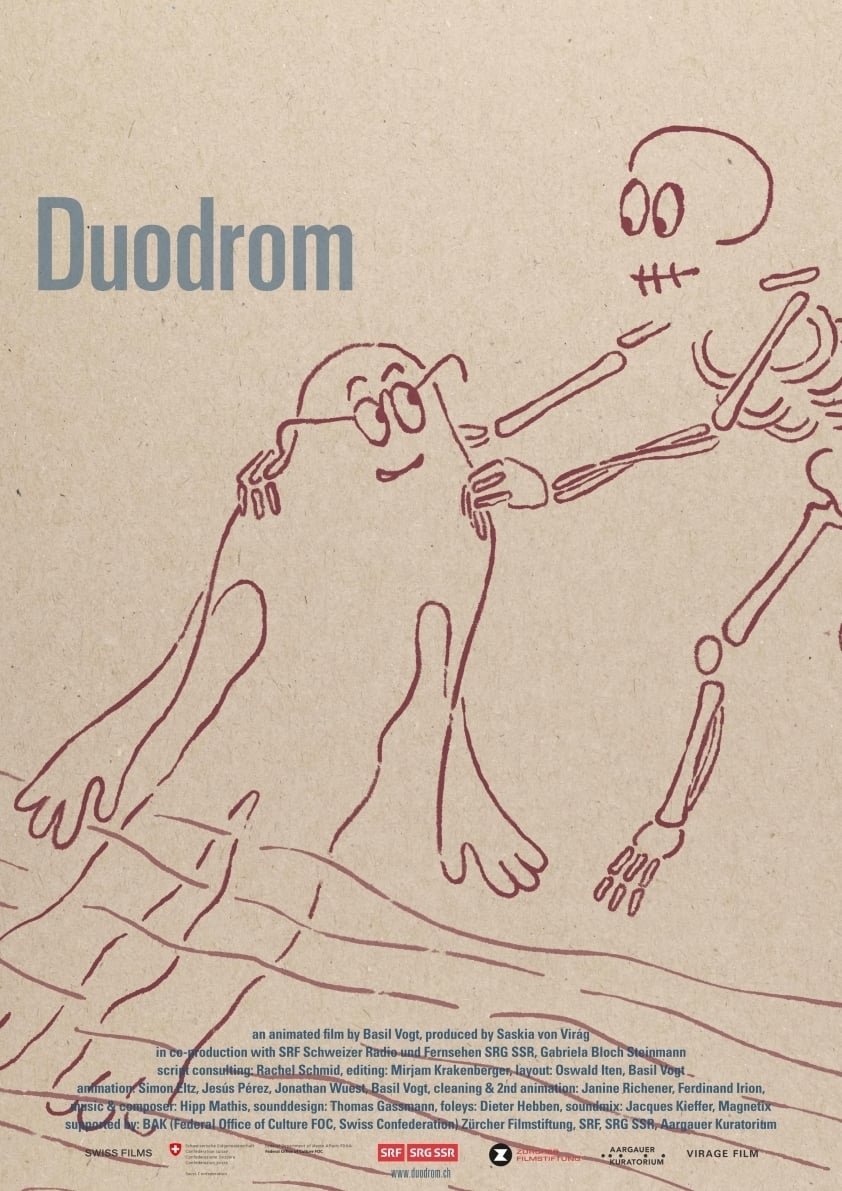 Duodrom
an animated film by Basil Vogt, produced by Saskia von Virág
in co-production with SRF Schweizer Radio und Fernsehen SRG SSR, Gabriela Bloch Steinmann
script consulting: Rachel Schmid, editing: Mirjam Krakenberger, layout: Oswald Iten, Basil Vogt
animation: Simon Eltz, Jesús Pérez, Jonathan Wuest, Basil Vogt, cleaning & 2nd animation: Janine Richener, Ferdinand Irion,
music & composer: Hipp Mathis, sounddesign: Thomas Gassmann, foleys: Dieter Hebben, soundmix: Jacques Kieffer, Magnetix
supported by: BAK (Federal Office of Culture FOC, Swiss Confederation) Zürcher Filmstiftung, SRF, SRG SSR, Aargauer Kuratorium
SWISS FILMS
Schweizerische Eidgenossenschaft
Confédération suisse
Confederazione Svizzera
Confederaziun svizra
Swiss Confederation
Federal Department of Home Affairs FDHA
Federal Office of Culture FOC
SRF SRG SSR
ZÜRCHER
FILMSTIFTUNG
AARGAUER
KURATORIUM
VIRAGE FILM
www.duodrom.ch